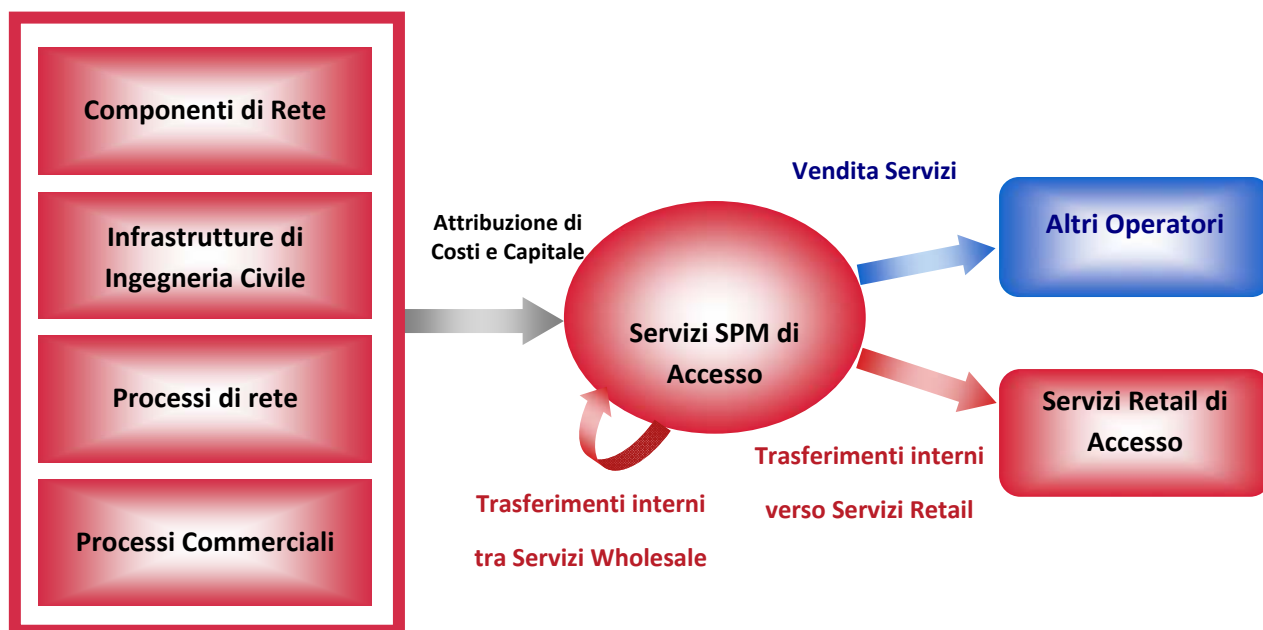 Componenti di Rete
Infrastrutture di
Ingegneria Civile
Processi di rete
Processi Commerciali
Attribuzione di
Costi e Capitale
Servizi SPM di
Accesso
Trasferimenti interni
tra Servizi Wholesale
Vendita Servizi
Altri Operatori
Trasferimenti interni
verso Servizi Retail
Servizi Retail di
Accesso